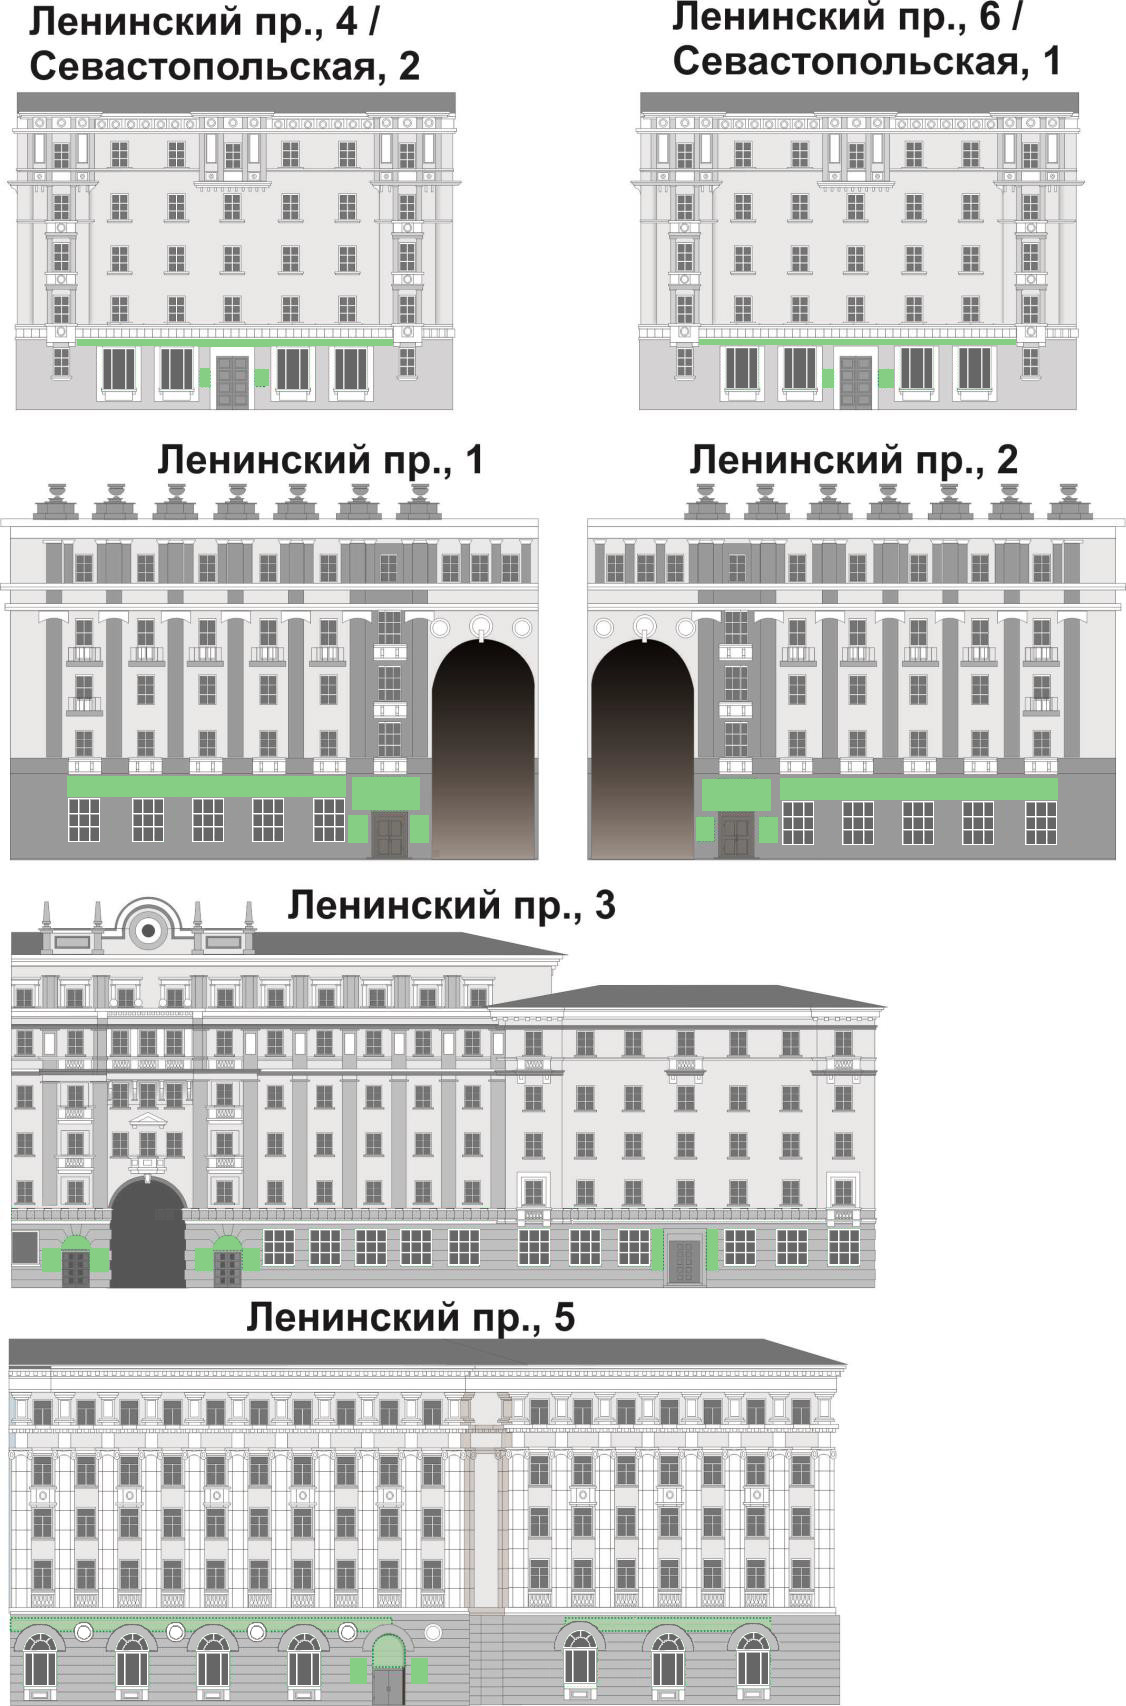 Ленинский пр., 4 /
Севастопольская, 2
Ленинский пр., 6 /
Севастопольская, 1
Ленинский пр., 1
Ленинский пр., 2
Ленинский пр., 3
Ленинский пр., 5